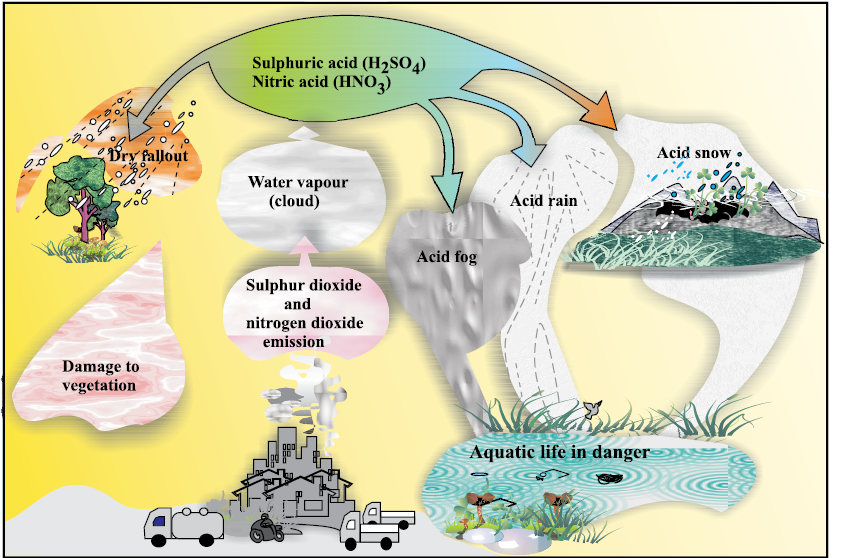 Sulphuric acid (H₂SO₄)
Nitric acid (HNO₃)
Dry fallout
Water vapour
(cloud)
Acid fog
Acid rain
Acid snow
Sulphur dioxide
and
nitrogen dioxide
emission
Damage to
vegetation
Aquatic life in danger